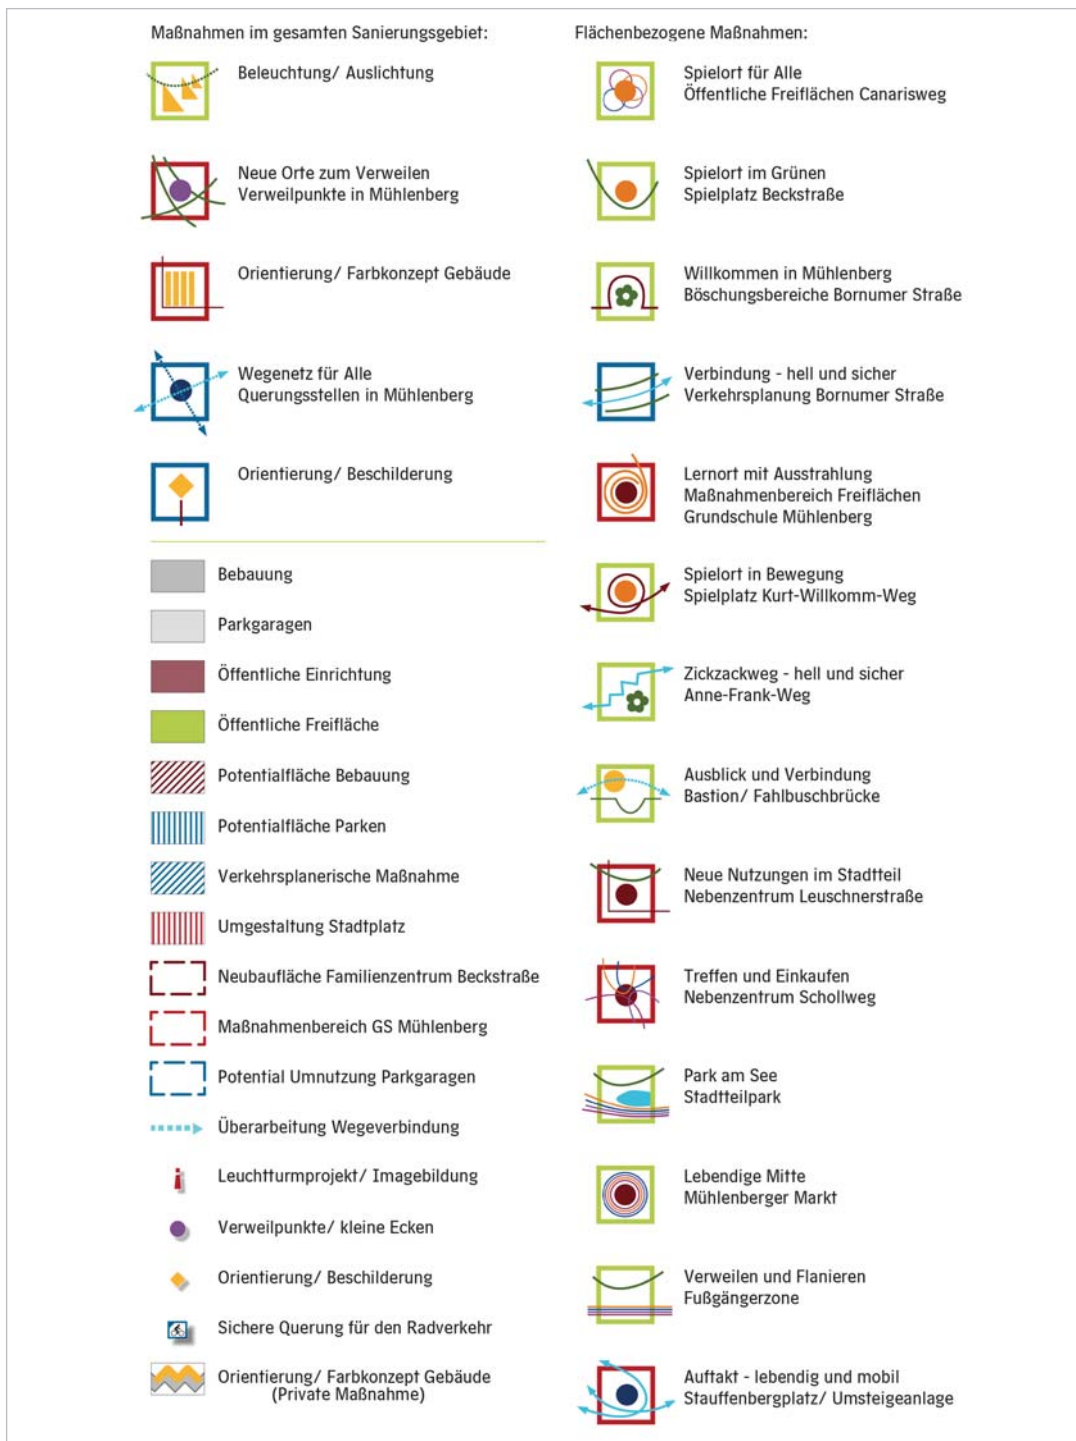 Maßnahmen im gesamten Sanierungsgebiet:
Beleuchtung/ Auslichtung
Neue Orte zum Verweilen
Verweilpunkte in Mühlenberg
Orientierung/ Farbkonzept Gebäude
Wegenetz für Alle
Querungsstellen in Mühlenberg
Orientierung/ Beschilderung
Bebauung
Parkgaragen
Öffentliche Einrichtung
Öffentliche Freifläche
Potentialfläche Bebauung
Potentialfläche Parken
Verkehrsplanerische Maßnahme
Umgestaltung Stadtplatz
Neubaufläche Familienzentrum Beckstraße
Maßnahmenbereich GS Mühlenberg
Potential Umnutzung Parkgaragen
Überarbeitung Wegeverbindung
Leuchtturmprojekt/ Imagebildung
Verweilpunkte/ kleine Ecken
Orientierung/ Beschilderung
Sichere Querung für den Radverkehr
Orientierung/ Farbkonzept Gebäude
(Private Maßnahme)
Flächenbezogene Maßnahmen:
Spielort für Alle
Öffentliche Freiflächen Canarisweg
Spielort im Grünen
Spielplatz Beckstraße
Willkommen in Mühlenberg
Böschungsbereiche Bornumer Straße
Verbindung - hell und sicher
Verkehrsplanung Bornumer Straße
Lernort mit Ausstrahlung
Maßnahmenbereich Freiflächen
Grundschule Mühlenberg
Spielort in Bewegung
Spielplatz Kurt-Willkomm-Weg
Zickzackweg - hell und sicher
Anne-Frank-Weg
Ausblick und Verbindung
Bastion/ Fahlbuschbrücke
Neue Nutzungen im Stadtteil
Nebenzentrum Leuschnerstraße
Treffen und Einkaufen
Nebenzentrum Schollweg
Park am See
Stadtteilpark
Lebendige Mitte
Mühlenberger Markt
Verweilen und Flanieren
Fußgängerzone
Auftakt - lebendig und mobil
Stauffenbergplatz/ Umsteigeanlage